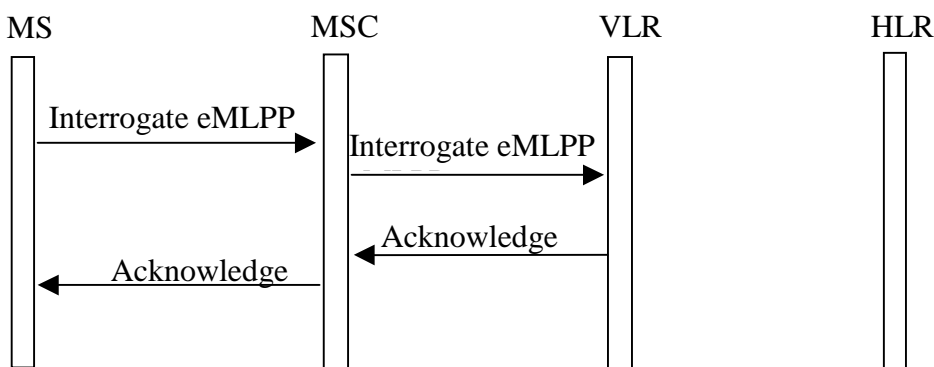 MS MSC VLR HLR
Interrogate eMLPP
Interrogate eMLPP
Acknowledge
Acknowledge